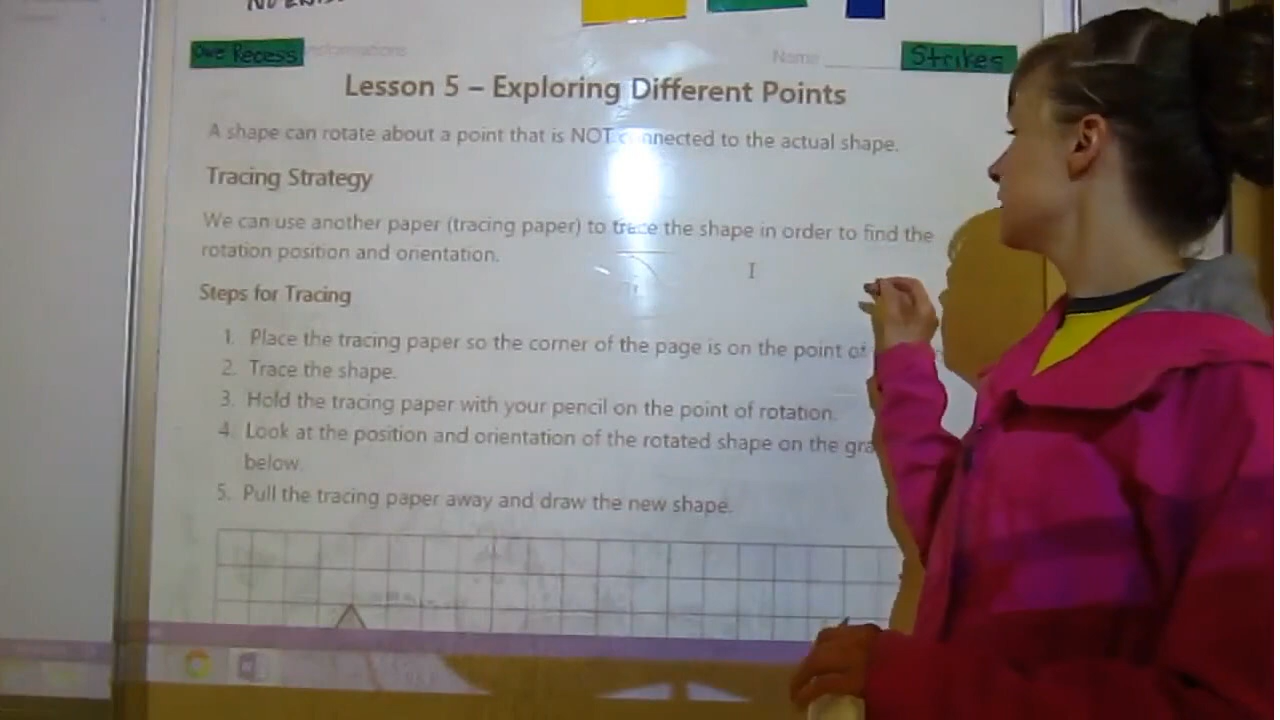 Owe Recess
Name
Strikes
Lesson 5 – Exploring Different Points
A shape can rotate about a point that is NOT connected to the actual shape.
Tracing Strategy
We can use another paper (tracing paper) to trace the shape in order to find the
rotation position and orientation.
Steps for Tracing
1. Place the tracing paper so the corner of the page is on the point of
2. Trace the shape.
3. Hold the tracing paper with your pencil on the point of rotation.
4. Look at the position and orientation of the rotated shape on the gra
below.
5. Pull the tracing paper away and draw the new shape.